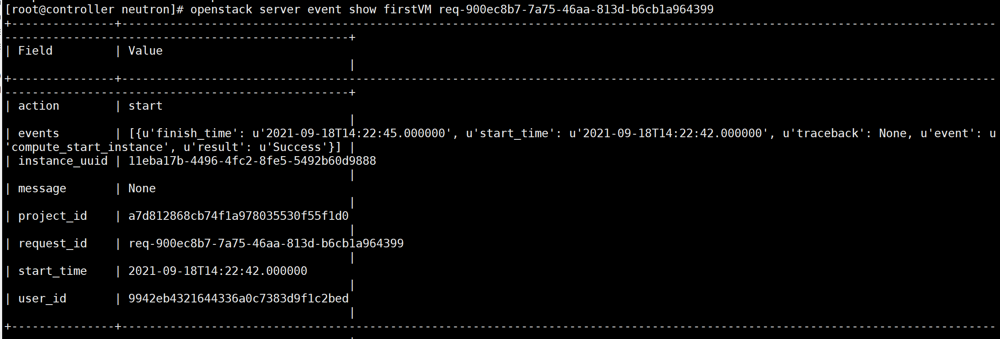 [root@controller neutron]# openstack server event show firstVM req-900ec8b7-7a75-46aa-813d-b6cb1a964399
+---------------+-------------------------------------------------------------------------------------------------------------------------------
--------------------------------------------------+
| Field         | Value
                                                  |
+---------------+-------------------------------------------------------------------------------------------------------------------------------
--------------------------------------------------+
| action        | start
                                                  |
| events        | [{u'finish_time': u'2021-09-18T14:22:45.000000', u'start_time': u'2021-09-18T14:22:42.000000', u'traceback': None, u'event': u
'compute_start_instance', u'result': u'Success'}] |
| instance_uuid | 11eba17b-4496-4fc2-8fe5-5492b60d9888
                                                  |
| message       | None
                                                  |
| project_id    | a7d812868cb74f1a978035530f55f1d0
                                                  |
| request_id    | req-900ec8b7-7a75-46aa-813d-b6cb1a964399
                                                  |
| start_time    | 2021-09-18T14:22:42.000000
                                                  |
| user_id       | 9942eb4321644336a0c7383d9f1c2bed
                                                  |
+---------------+-------------------------------------------------------------------------------------------------------------------------------